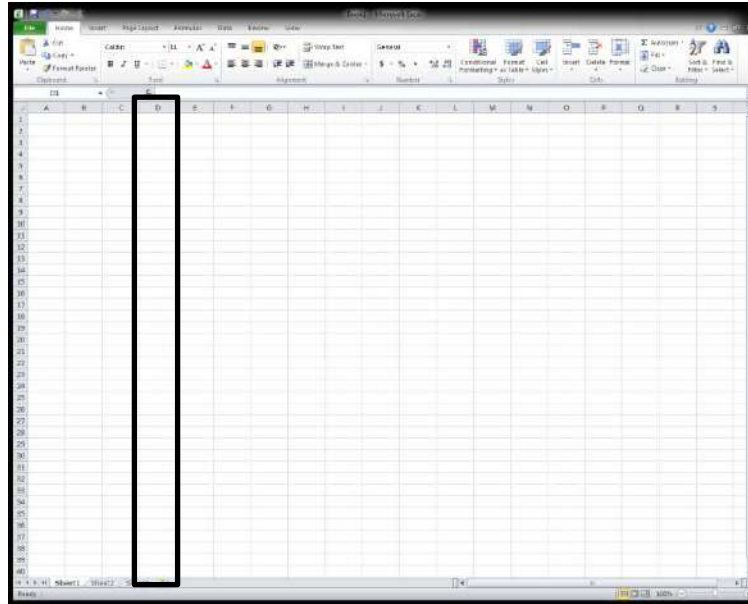 File Home Insert Page Layout Formulas Data Review View
Cut
Copy
Format Painter
Paste
Calibri 11
B I U
Wrap Text
Merge & Center
General
$ %
Conditional Formatting
Format as Table
Cell Styles
Insert Delete Format
Σ AutoSum
Fill
Clear
Sort & Filter
Find & Select
Clipboard Font Alignment Number Styles Cells Editing
A B C D E F G H I J K L M N O P Q R S
1
2
3
4
5
6
7
8
9
10
11
12
13
14
15
16
17
18
19
20
21
22
23
24
25
26
27
28
29
30
31
32
33
34
35
36
37
38
39
40
Sheet1 Sheet2
Ready 100%